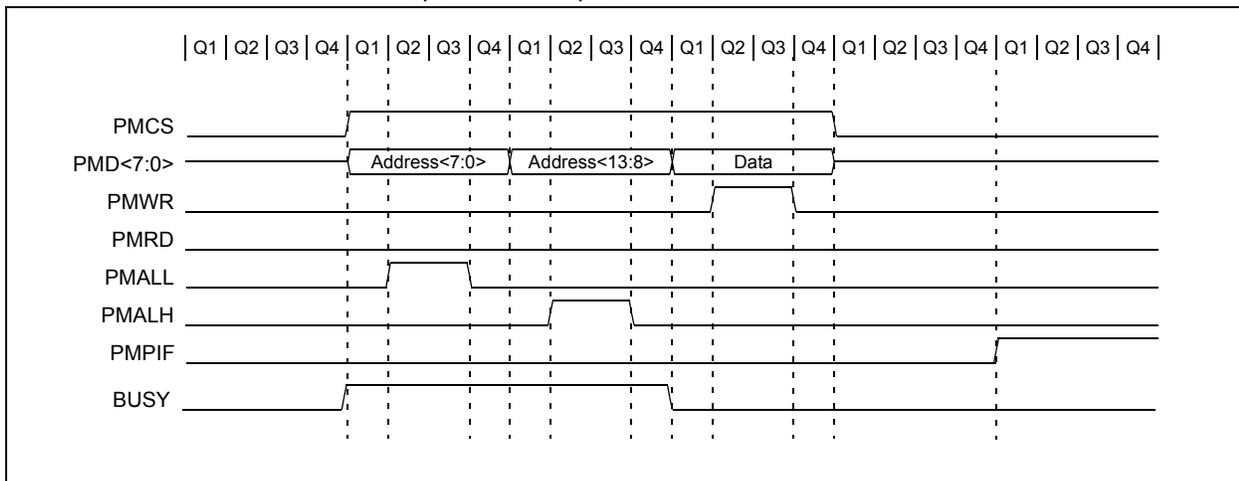 Q1 Q2 Q3 Q4 Q1 Q2 Q3 Q4 Q1 Q2 Q3 Q4 Q1 Q2 Q3 Q4 Q1 Q2 Q3 Q4 Q1 Q2 Q3 Q4
PMCS
PMD<7:0> Address<7:0> Address<13:8> Data
PMWR
PMRD
PMALL
PMALH
PMPIF
BUSY